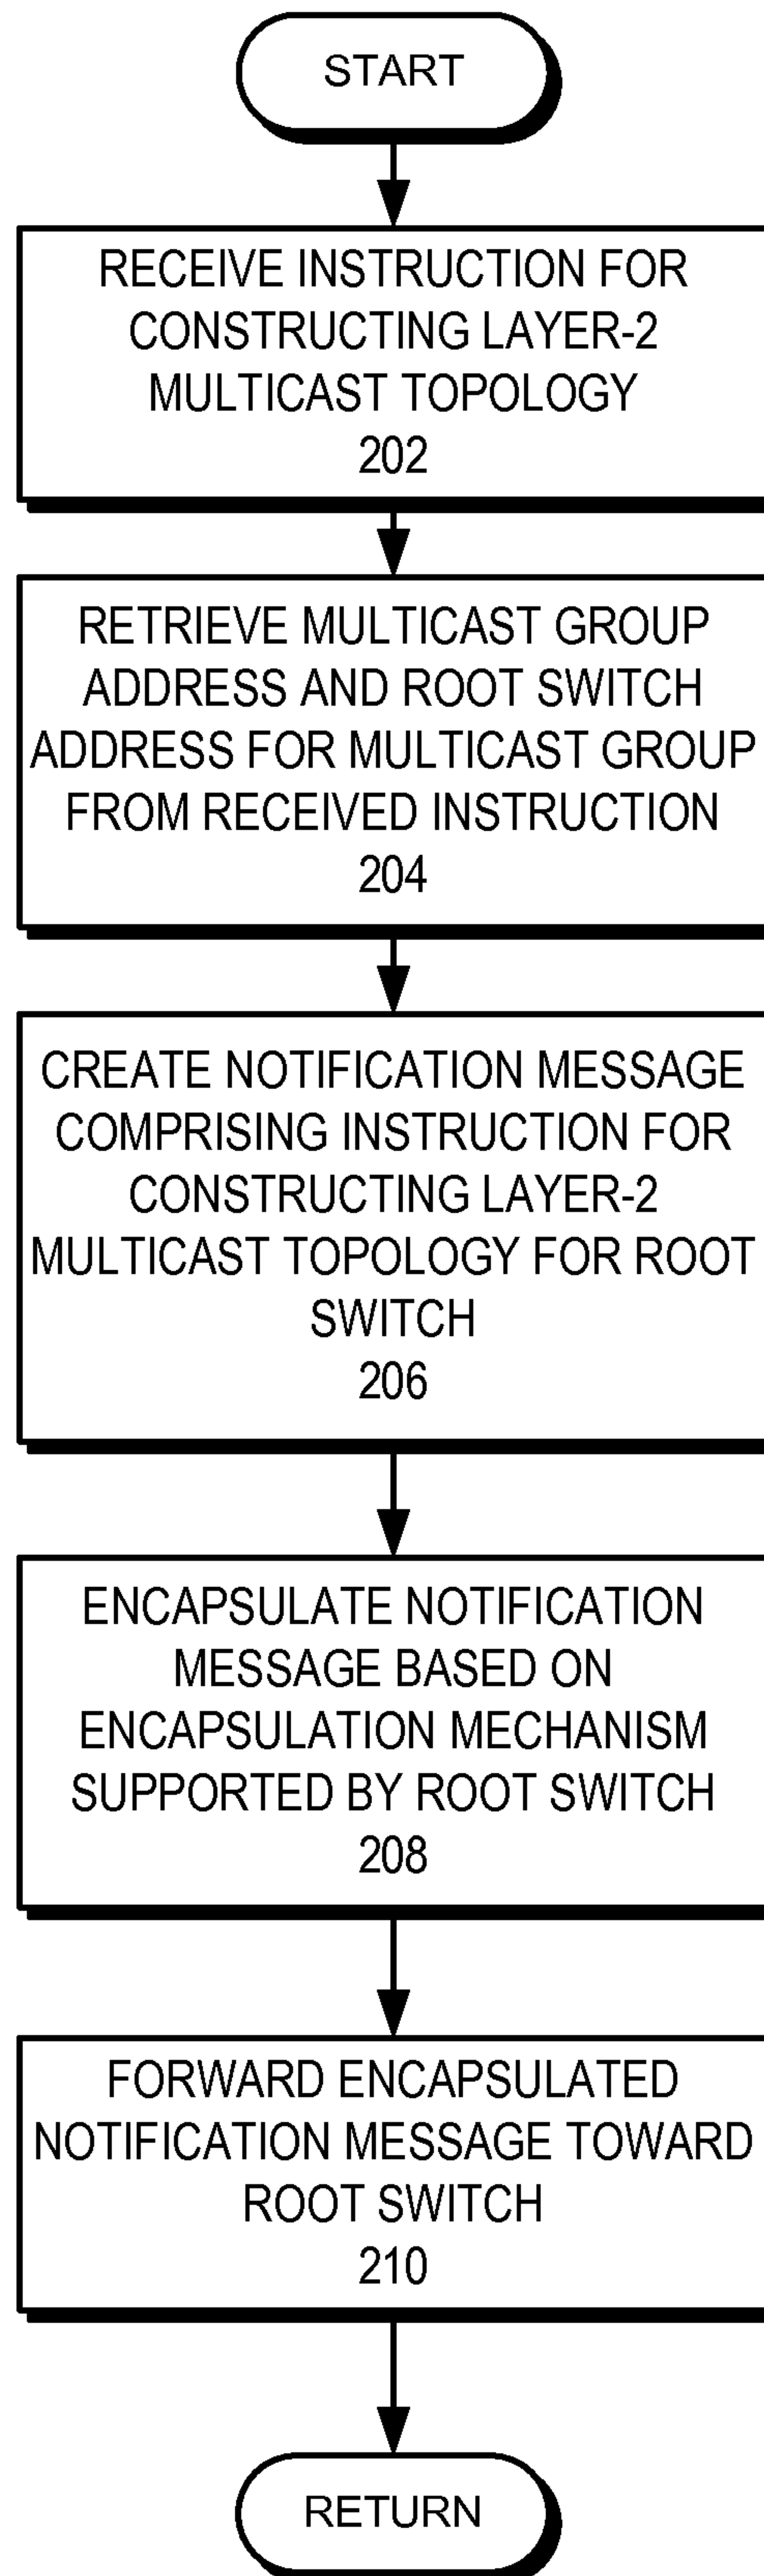 START
RECEIVE INSTRUCTION FOR
CONSTRUCTING LAYER-2
MULTICAST TOPOLOGY
202
RETRIEVE MULTICAST GROUP
ADDRESS AND ROOT SWITCH
ADDRESS FOR MULTICAST GROUP
FROM RECEIVED INSTRUCTION
204
CREATE NOTIFICATION MESSAGE
COMPRISING INSTRUCTION FOR
CONSTRUCTING LAYER-2
MULTICAST TOPOLOGY FOR ROOT
SWITCH
206
ENCAPSULATE NOTIFICATION
MESSAGE BASED ON
ENCAPSULATION MECHANISM
SUPPORTED BY ROOT SWITCH
208
FORWARD ENCAPSULATED
NOTIFICATION MESSAGE TOWARD
ROOT SWITCH
210
RETURN